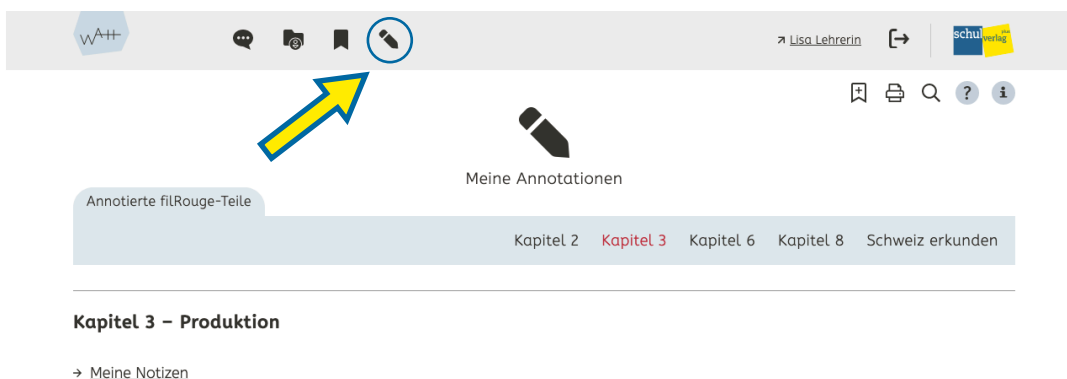 WAH
Lisa Lehrerin
schulverlag plus
? i
Meine Annotationen
Annotierte filRouge-Teile
Kapitel 2 Kapitel 3 Kapitel 6 Kapitel 8 Schweiz erkunden
Kapitel 3 – Produktion
→ Meine Notizen